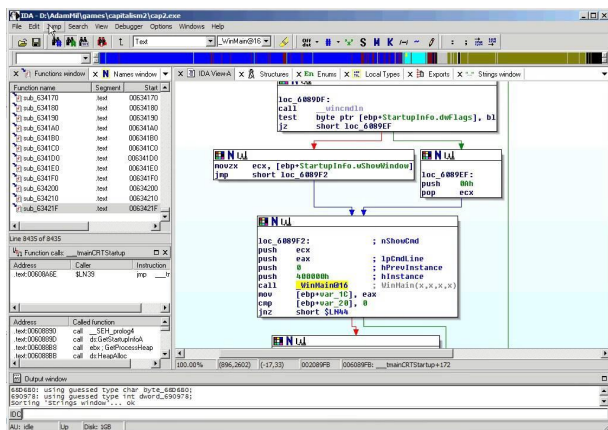 IDA - D:\AdamMil\games\capitalism2\cap2.exe
File Edit Jump Search View Debugger Options Windows Help
Text
_WinMain@16
Functions window
Names window
IDA View-A
Structures
En Enums
Local Types
Exports
Strings window
Function name Segment Start
sub_634170 .text 00634170
sub_634180 .text 00634180
sub_634190 .text 00634190
sub_6341A0 .text 006341A0
sub_6341B0 .text 006341B0
sub_6341C0 .text 006341C0
sub_6341D0 .text 006341D0
sub_6341E0 .text 006341E0
sub_6341F0 .text 006341F0
sub_634200 .text 00634200
sub_634210 .text 00634210
sub_63421F .text 0063421F
Line 8435 of 8435
Function calls: ___tmainCRTStartup
Address Caller Instruction
.text:00608A6E $LN39 jmp ___tr
Address Called function
.text:00608890 call __SEH_prolog4
.text:0060889D call ds:GetStartupInfoA
.text:006088B8 call ebx ; GetProcessHeap
.text:006088BB call ds:HeapAlloc
loc_6089DF:
call __wincmdln
test byte ptr [ebp+StartupInfo.dwFlags], bl
jz short loc_6089EF
movzx ecx, [ebp+StartupInfo.wShowWindow]
jmp short loc_6089F2
loc_6089EF:
push 0Ah
pop ecx
loc_6089F2: ; nShowCmd
push ecx
push eax ; lpCmdLine
push 0 ; hPrevInstance
push 400000h ; hInstance
call _WinMain@16 ; WinMain(x,x,x,x)
mov [ebp+var_1C], eax
cmp [ebp+var_20], 0
jnz short $LN44
100.00% (896,2602) (-17,33) 002089FB 006089FB: ___tmainCRTStartup+172
Output window
68D680: using guessed type char byte_68D680;
690978: using guessed type int dword_690978;
Sorting 'Strings window'... ok
IDC
AU: idle Up Disk: 1GB